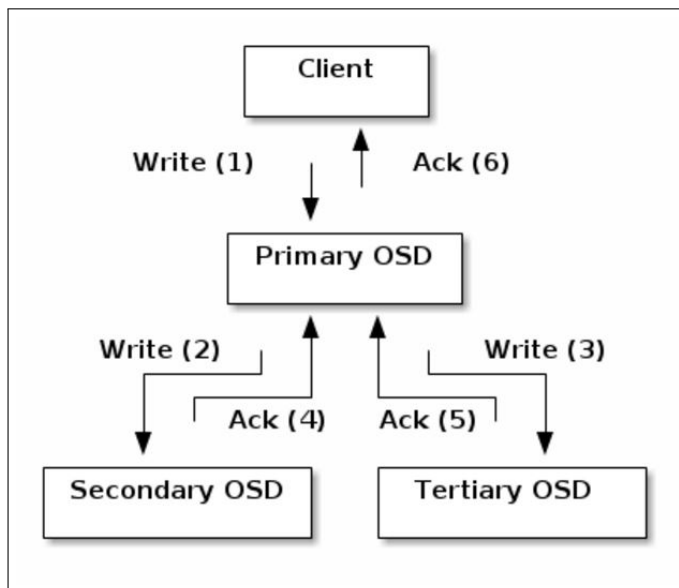 Client
Write (1)
Ack (6)
Primary OSD
Write (2)
Write (3)
Ack (4)
Ack (5)
Secondary OSD
Tertiary OSD